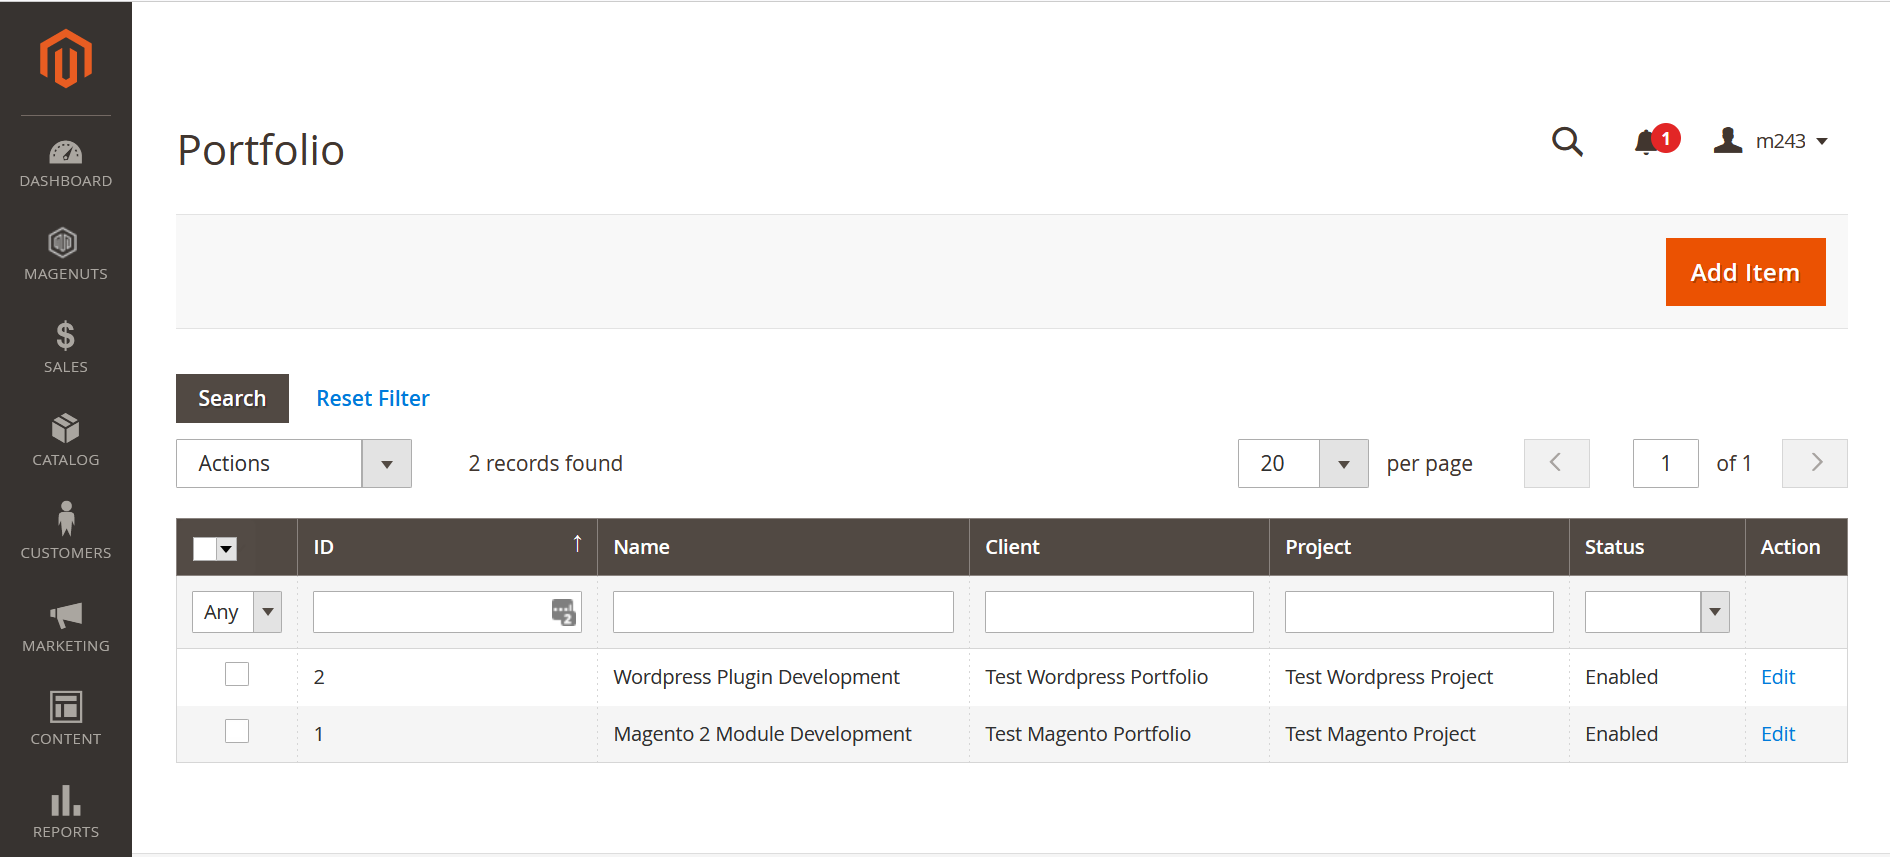 Portfolio
1
m243
DASHBOARD
MAGENUTS
SALES
CATALOG
CUSTOMERS
MARKETING
CONTENT
REPORTS
Add Item
Search Reset Filter
Actions 2 records found 20 per page 1 of 1
ID Name Client Project Status Action
Any 2
2 Wordpress Plugin Development Test Wordpress Portfolio Test Wordpress Project Enabled Edit
1 Magento 2 Module Development Test Magento Portfolio Test Magento Project Enabled Edit